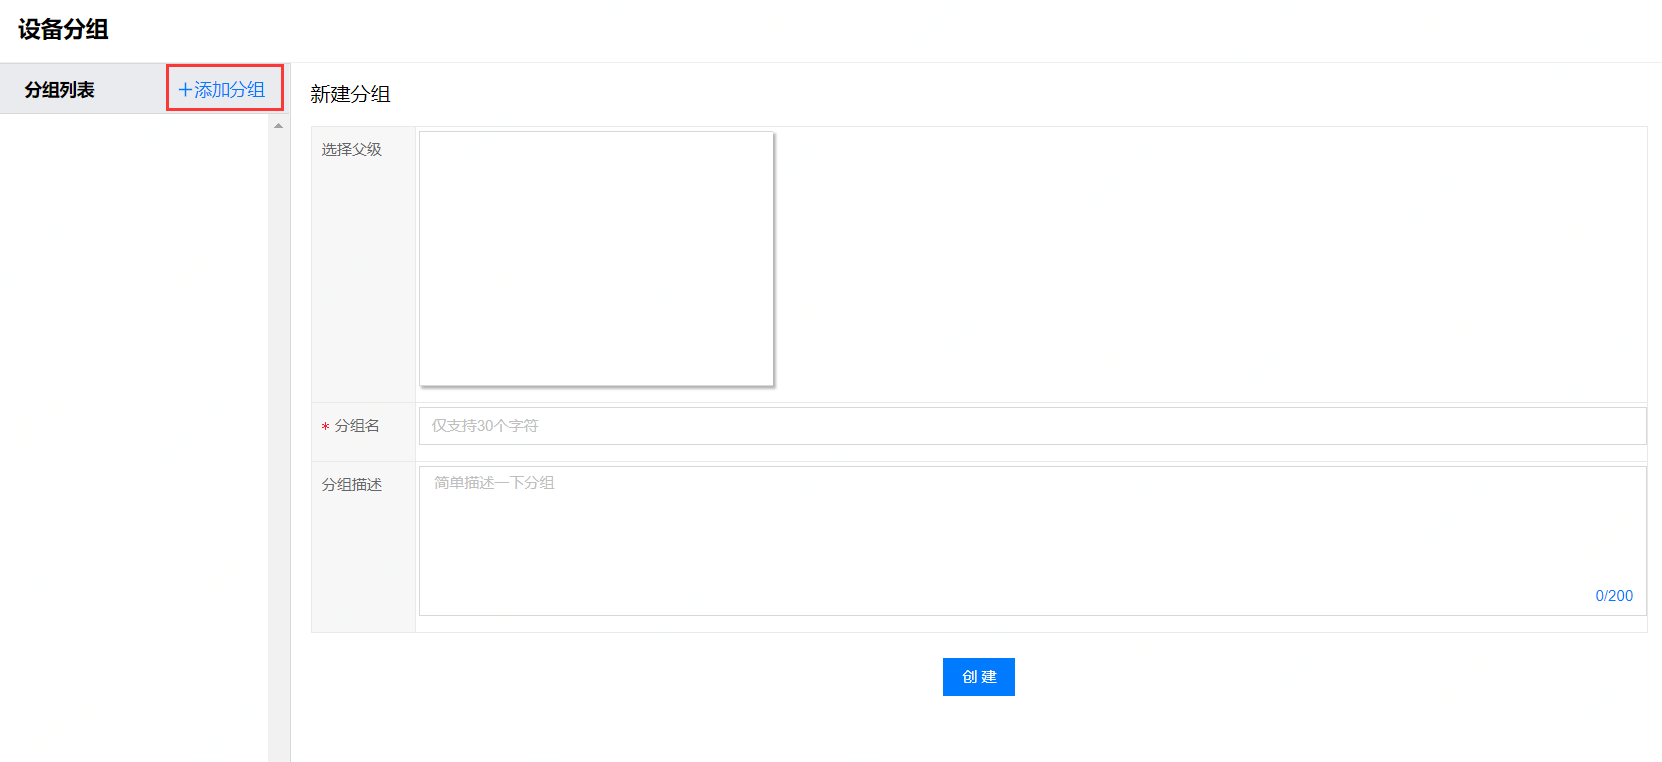 设备分组
分组列表
+添加分组
新建分组
选择父级
* 分组名
仅支持30个字符
分组描述
简单描述一下分组
0/200
创 建